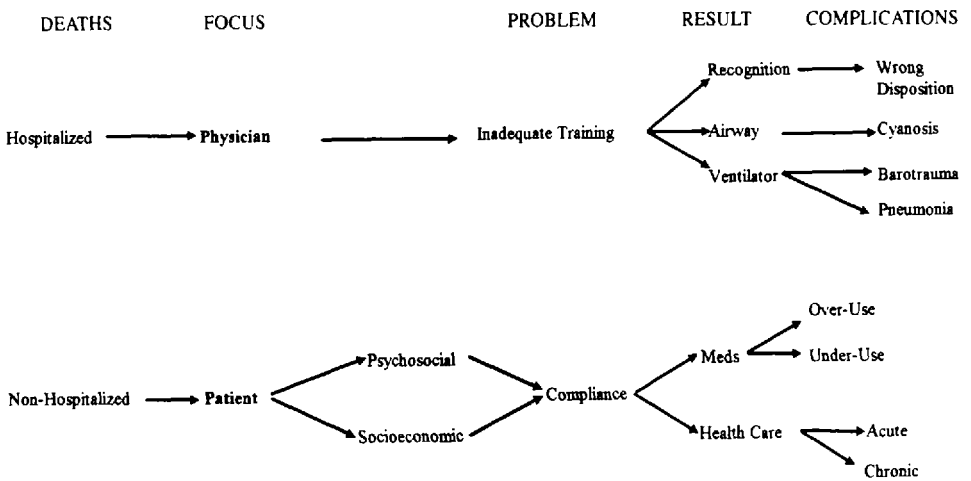 DEATHS FOCUS PROBLEM RESULT COMPLICATIONS
Recognition Wrong
Disposition
Hospitalized Physician Inadequate Training Airway Cyanosis
Ventilator Barotrauma
Pneumonia
Over-Use
Psychosocial Meds Under-Use
Non-Hospitalized Patient Compliance
Socioeconomic Health Care Acute
Chronic